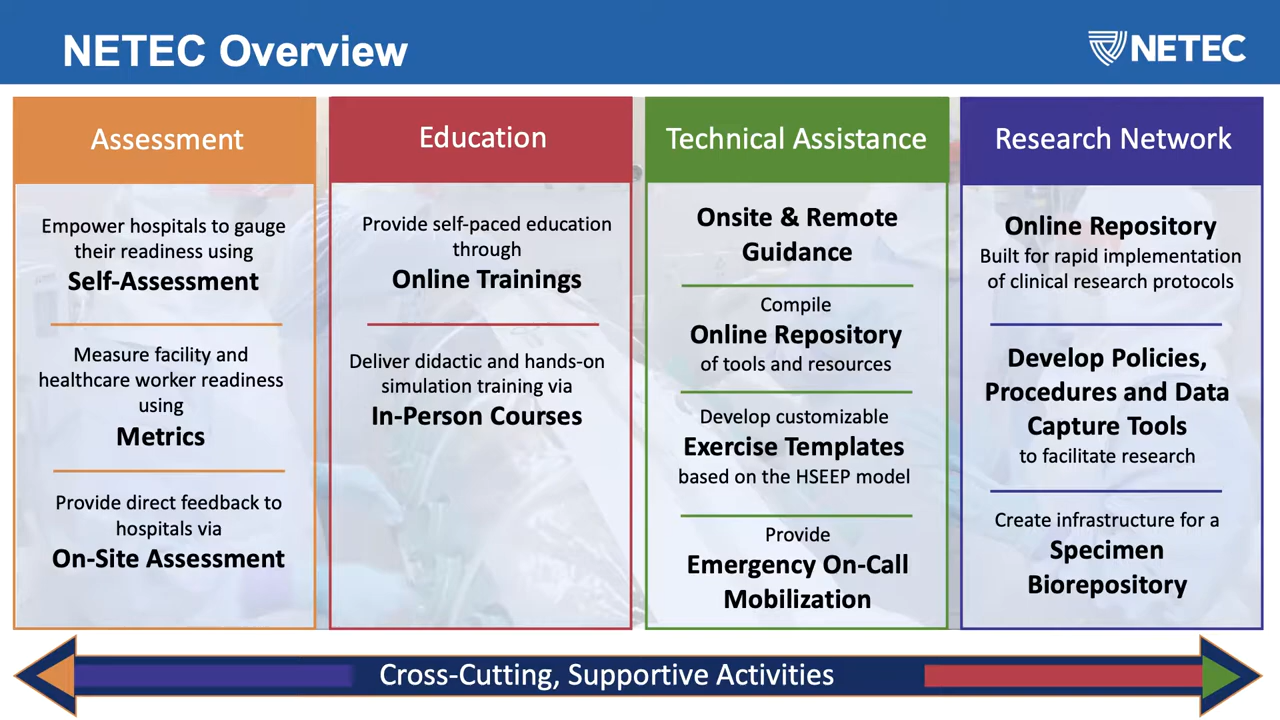 NETEC Overview
NETEC
Assessment
Empower hospitals to gauge
their readiness using
Self-Assessment
Measure facility and
healthcare worker readiness
using
Metrics
Provide direct feedback to
hospitals via
On-Site Assessment
Education
Provide self-paced education
through
Online Trainings
Deliver didactic and hands-on
simulation training via
In-Person Courses
Technical Assistance
Onsite & Remote
Guidance
Compile
Online Repository
of tools and resources
Develop customizable
Exercise Templates
based on the HSEEP model
Provide
Emergency On-Call
Mobilization
Research Network
Online Repository
Built for rapid implementation
of clinical research protocols
Develop Policies,
Procedures and Data
Capture Tools
to facilitate research
Create infrastructure for a
Specimen
Biorepository
Cross-Cutting, Supportive Activities